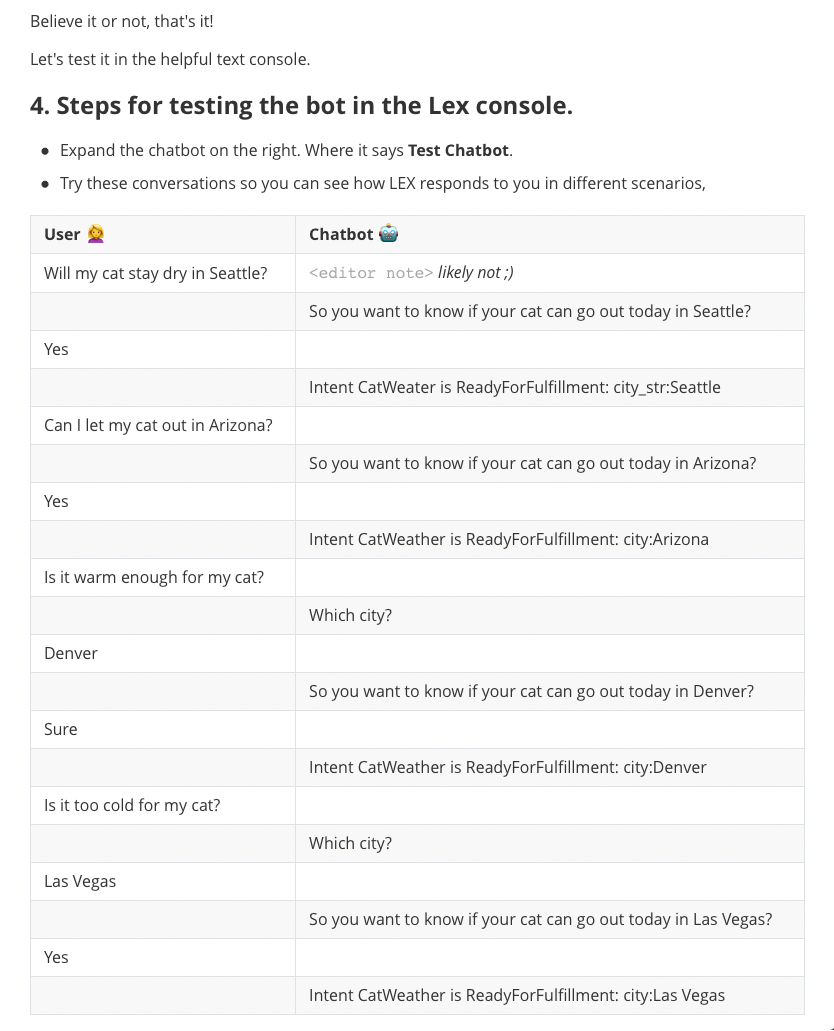 Believe it or not, that's it!
Let's test it in the helpful text console.
4. Steps for testing the bot in the Lex console.
● Expand the chatbot on the right. Where it says Test Chatbot.
● Try these conversations so you can see how LEX responds to you in different scenarios,
User 🙎‍♀️ Chatbot 🤖
Will my cat stay dry in Seattle? <editor note> likely not ;)
So you want to know if your cat can go out today in Seattle?
Yes
Intent CatWeater is ReadyForFulfillment: city_str:Seattle
Can I let my cat out in Arizona?
So you want to know if your cat can go out today in Arizona?
Yes
Intent CatWeather is ReadyForFulfillment: city:Arizona
Is it warm enough for my cat?
Which city?
Denver
So you want to know if your cat can go out today in Denver?
Sure
Intent CatWeather is ReadyForFulfillment: city:Denver
Is it too cold for my cat?
Which city?
Las Vegas
So you want to know if your cat can go out today in Las Vegas?
Yes
Intent CatWeather is ReadyForFulfillment: city:Las Vegas